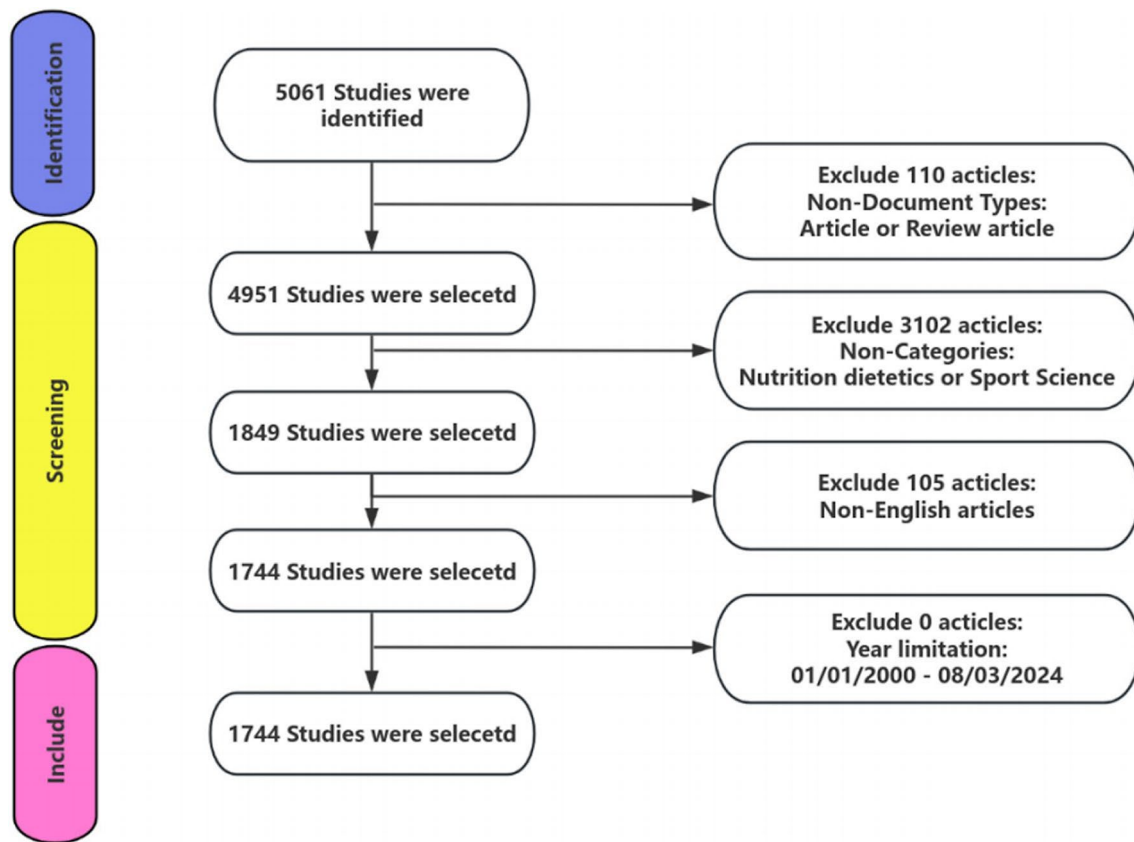 Identification
5061 Studies were
identified
Exclude 110 acticles:
Non-Document Types:
Article or Review article
Screening
4951 Studies were selecetd
Exclude 3102 acticles:
Non-Categories:
Nutrition dietetics or Sport Science
1849 Studies were selecetd
Exclude 105 acticles:
Non-English articles
1744 Studies were selecetd
Exclude 0 acticles:
Year limitation:
01/01/2000 - 08/03/2024
Include
1744 Studies were selecetd